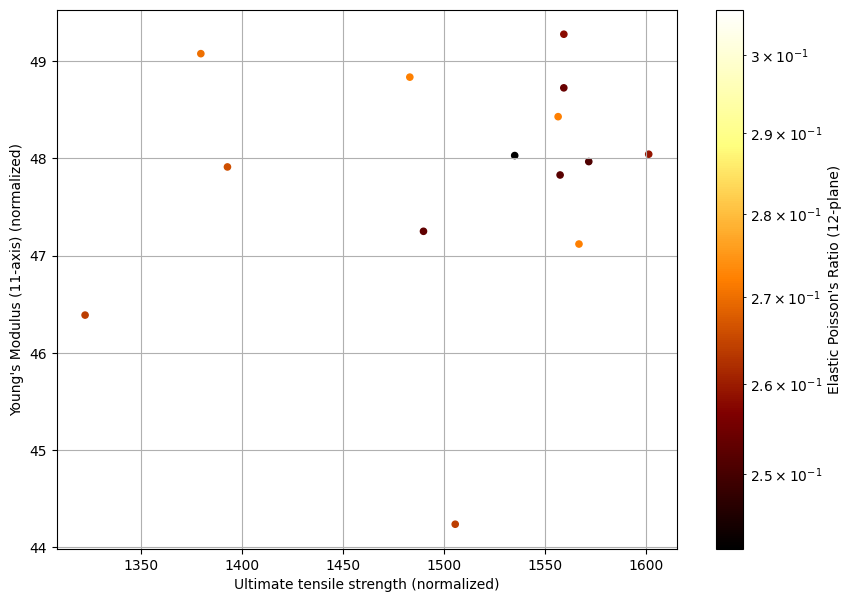 49
48
47
46
45
44
Young's Modulus (11-axis) (normalized)
1350 1400 1450 1500 1550 1600
Ultimate tensile strength (normalized)
3 × 10⁻¹
2.9 × 10⁻¹
2.8 × 10⁻¹
2.7 × 10⁻¹
2.6 × 10⁻¹
2.5 × 10⁻¹
Elastic Poisson's Ratio (12-plane)